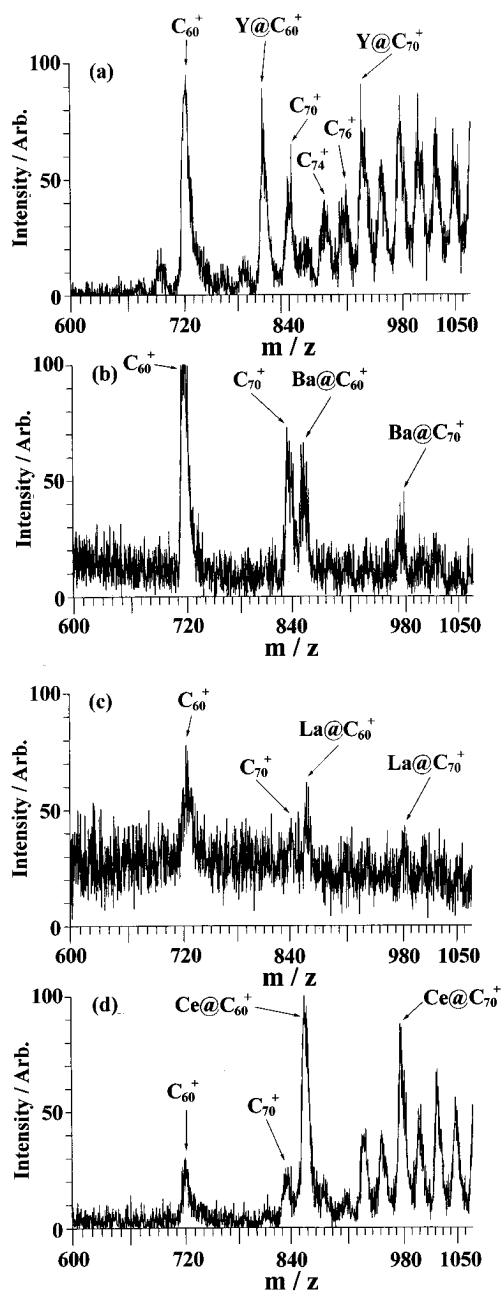 C60+ Y@C60+ Y@C70+
(a)
C70+
C76+
C74+
Intensity / Arb.
100
50
0
600 720 840 980 1050
m / z
C60+
(b)
C70+ Ba@C60+
Ba@C70+
Intensity / Arb.
100
50
0
600 720 840 980 1050
m / z
(c)
C60+
La@C60+
C70+
La@C70+
Intensity / Arb.
100
50
0
600 720 840 980 1050
m / z
(d)
Ce@C60+
Ce@C70+
C60+
C70+
Intensity / Arb.
100
50
0
600 720 840 980 1050
m / z